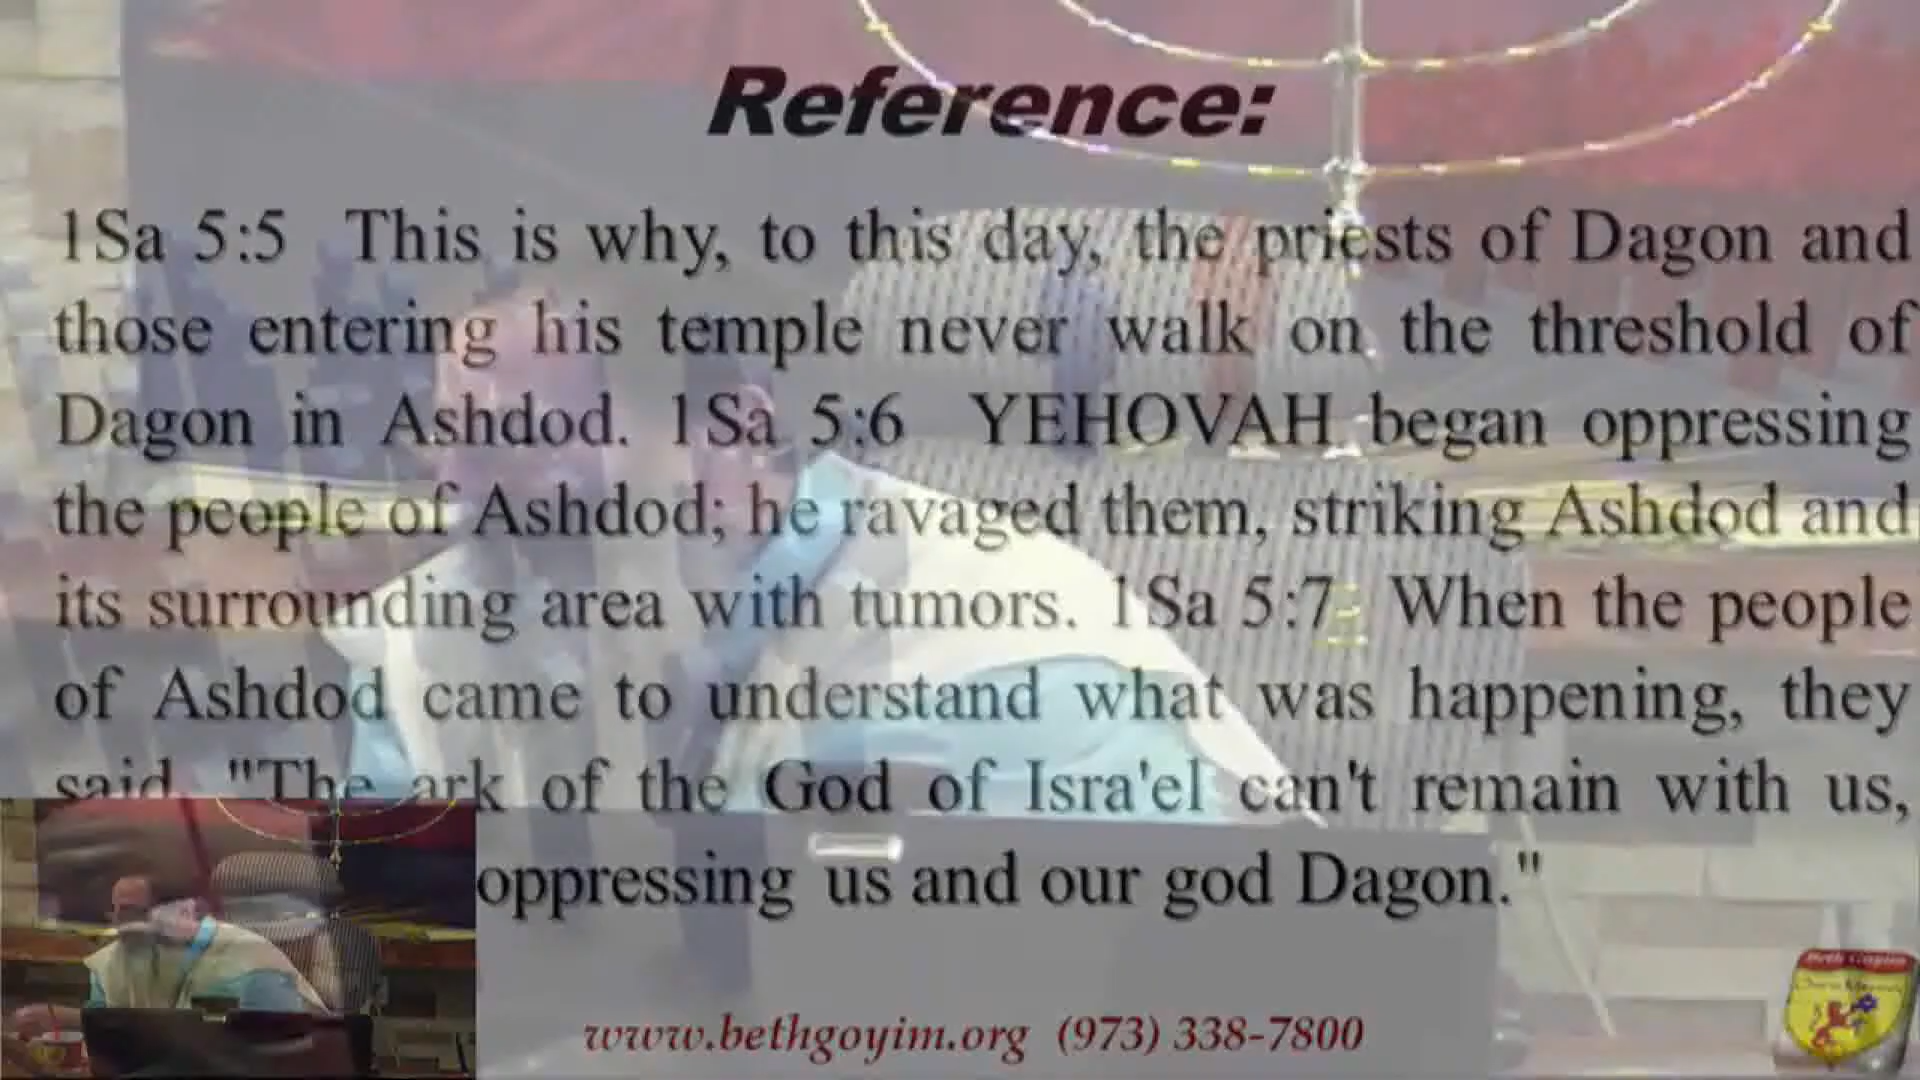 Reference:
1Sa 5:5 This is why, to this day, the priests of Dagon and
those entering his temple never walk on the threshold of
Dagon in Ashdod. 1Sa 5:6 YEHOVAH began oppressing
the people of Ashdod; he ravaged them, striking Ashdod and
its surrounding area with tumors. 1Sa 5:7 When the people
of Ashdod came to understand what was happening, they
said, "The ark of the God of Isra'el can't remain with us,
oppressing us and our god Dagon."
www.bethgoyim.org (973) 338-7800
Beth Goyim